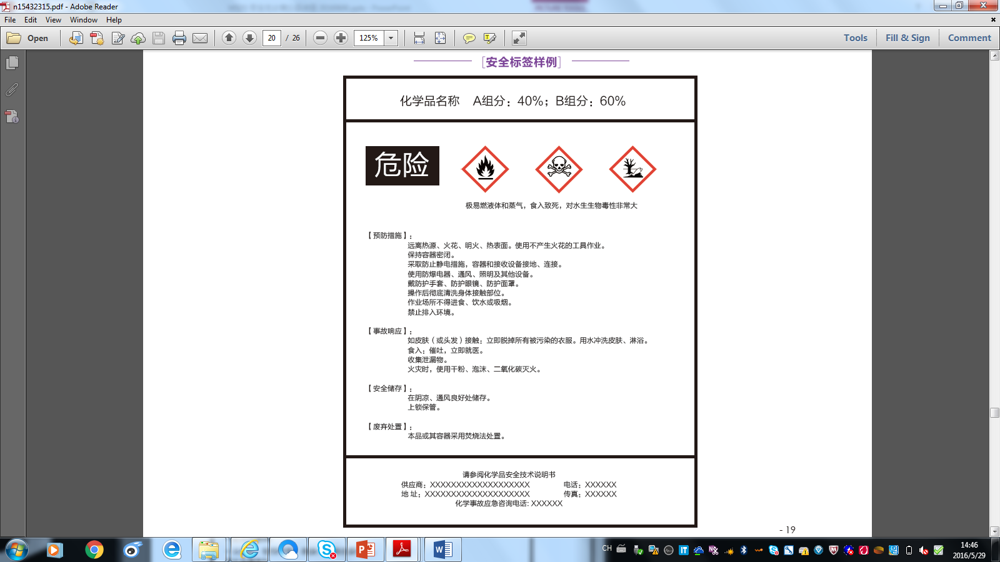 n15432315.pdf - Adobe Reader
File Edit View Window Help
Open 20 / 26 125% Tools Fill & Sign Comment
[安全标签样例]
化学品名称 A组分：40%；B组分：60%
危险
极易燃液体和蒸气，食入致死，对水生生物毒性非常大
【预防措施】：
远离热源、火花、明火、热表面。使用不产生火花的工具作业。
保持容器密闭。
采取防止静电措施，容器和接收设备接地、连接。
使用防爆电器、通风、照明及其他设备。
戴防护手套、防护眼镜、防护面罩。
操作后彻底清洗身体接触部位。
作业场所不得进食、饮水或吸烟。
禁止排入环境。
【事故响应】：
如皮肤（或头发）接触：立即脱掉所有被污染的衣服。用水冲洗皮肤、淋浴。
食入：催吐，立即就医。
收集泄漏物。
火灾时，使用干粉、泡沫、二氧化碳灭火。
【安全储存】：
在阴凉、通风良好处储存。
上锁保管。
【废弃处置】：
本品或其容器采用焚烧法处置。
请参阅化学品安全技术说明书
供应商：XXXXXXXXXXXXXXXXXXX 电话：XXXXXX
地 址：XXXXXXXXXXXXXXXXXXXX 传真：XXXXXX
化学事故应急咨询电话：XXXXXX
- 19
CH 14:46
2016/5/29